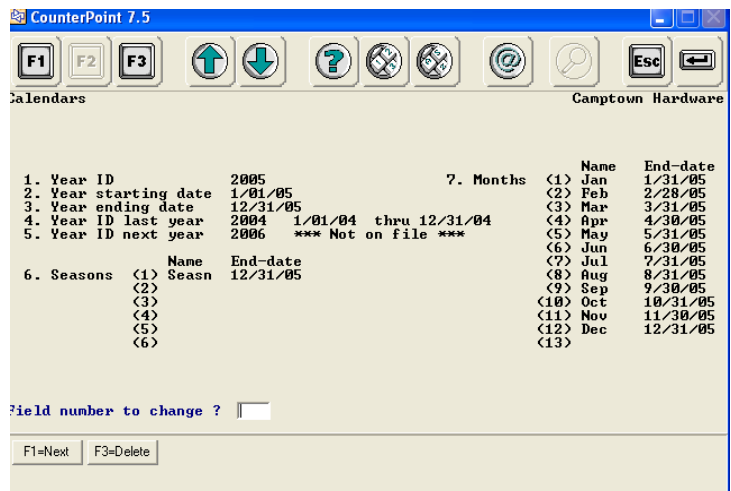 CounterPoint 7.5
F1 F2 F3 ? @ Esc
Calendars Camptown Hardware
Name End-date
1. Year ID 2005 7. Months (1) Jan 1/31/05
2. Year starting date 1/01/05 (2) Feb 2/28/05
3. Year ending date 12/31/05 (3) Mar 3/31/05
4. Year ID last year 2004 1/01/04 thru 12/31/04 (4) Apr 4/30/05
5. Year ID next year 2006 *** Not on file *** (5) May 5/31/05
(6) Jun 6/30/05
Name End-date (7) Jul 7/31/05
6. Seasons (1) Seasn 12/31/05 (8) Aug 8/31/05
(2) (9) Sep 9/30/05
(3) (10) Oct 10/31/05
(4) (11) Nov 11/30/05
(5) (12) Dec 12/31/05
(6) (13)
Field number to change ?
F1=Next F3=Delete